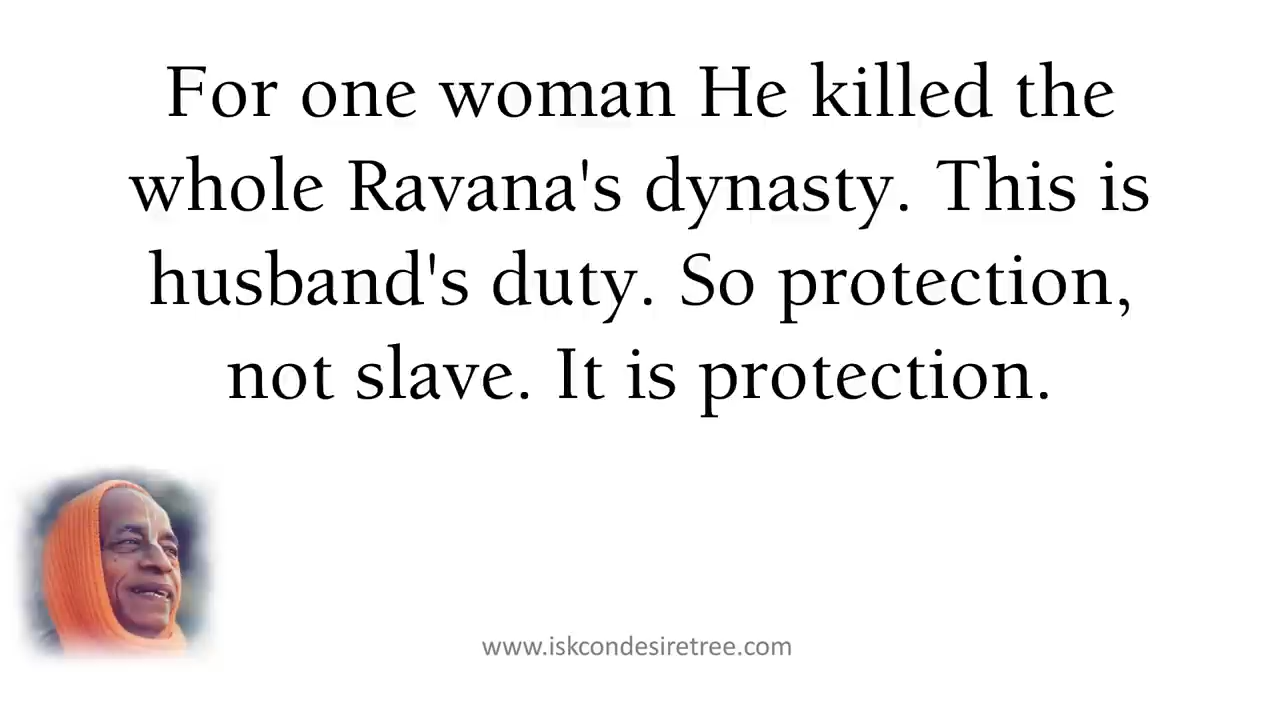 For one woman He killed the
whole Ravana's dynasty. This is
husband's duty. So protection,
not slave. It is protection.
www.iskcondesiretree.com